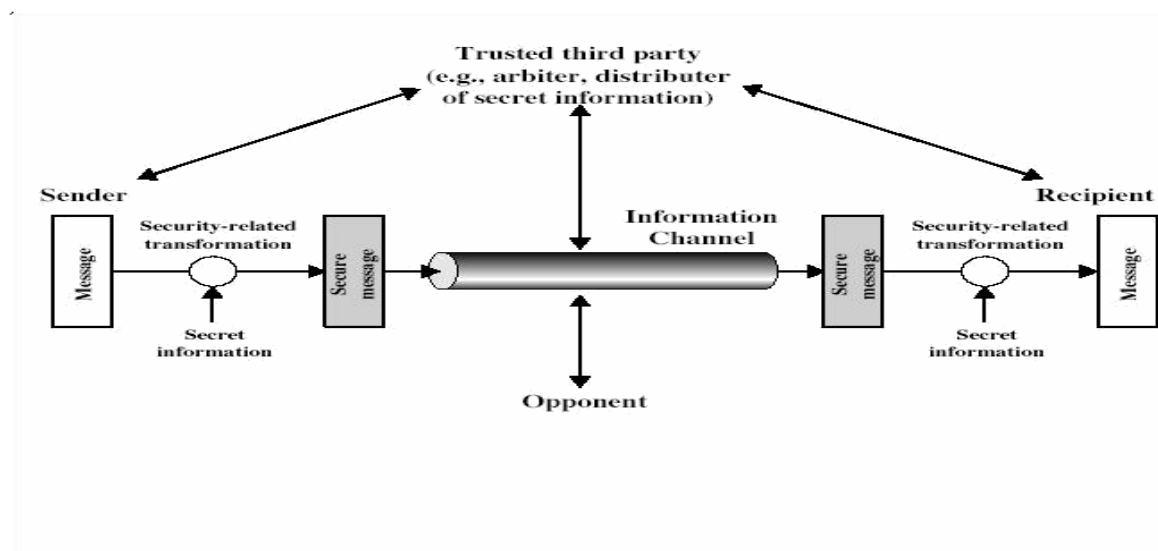 Trusted third party
(e.g., arbiter, distributer
of secret information)
Sender
Recipient
Security-related
transformation
Information
Channel
Security-related
transformation
Message
Secure
message
Secure
message
Message
Secret
information
Secret
information
Opponent